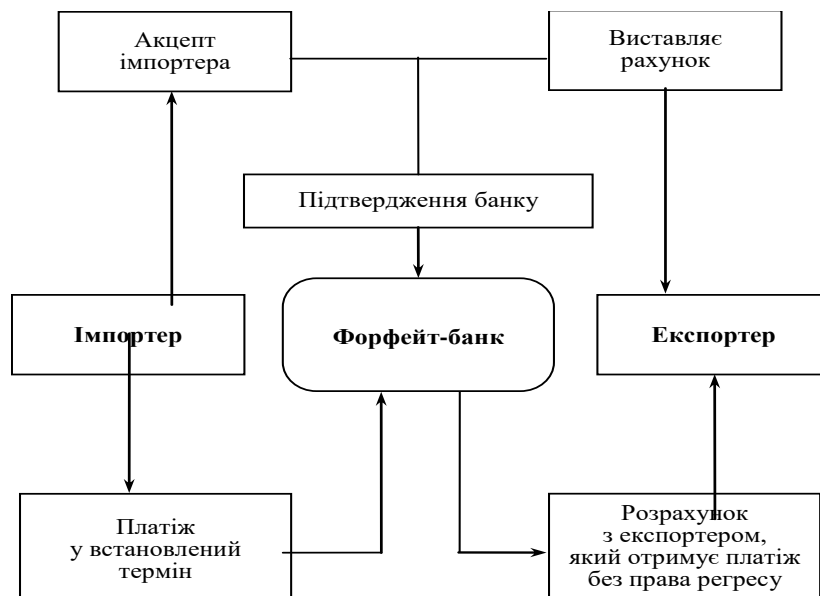 Акцепт
імпортера
Виставляє
рахунок
Підтвердження банку
Імпортер
Форфейт-банк
Експортер
Платіж
у встановлений
термін
Розрахунок
з експортером,
який отримує платіж
без права регресу